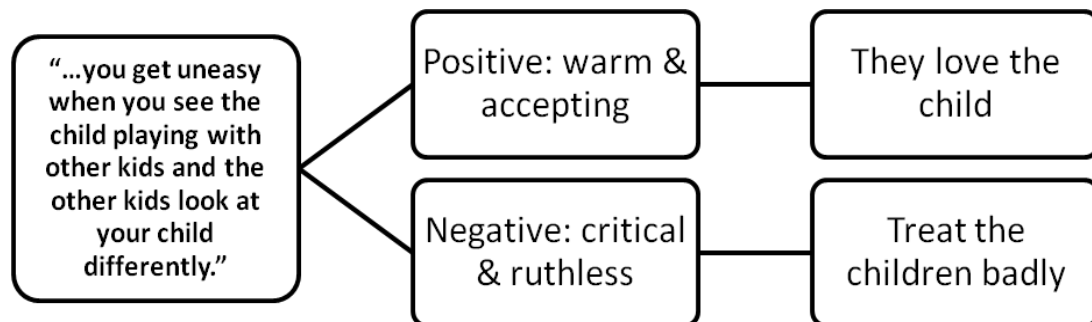 “...you get uneasy
when you see the
child playing with
other kids and the
other kids look at
your child
differently.”
Positive: warm &
accepting
They love the
child
Negative: critical
& ruthless
Treat the
children badly